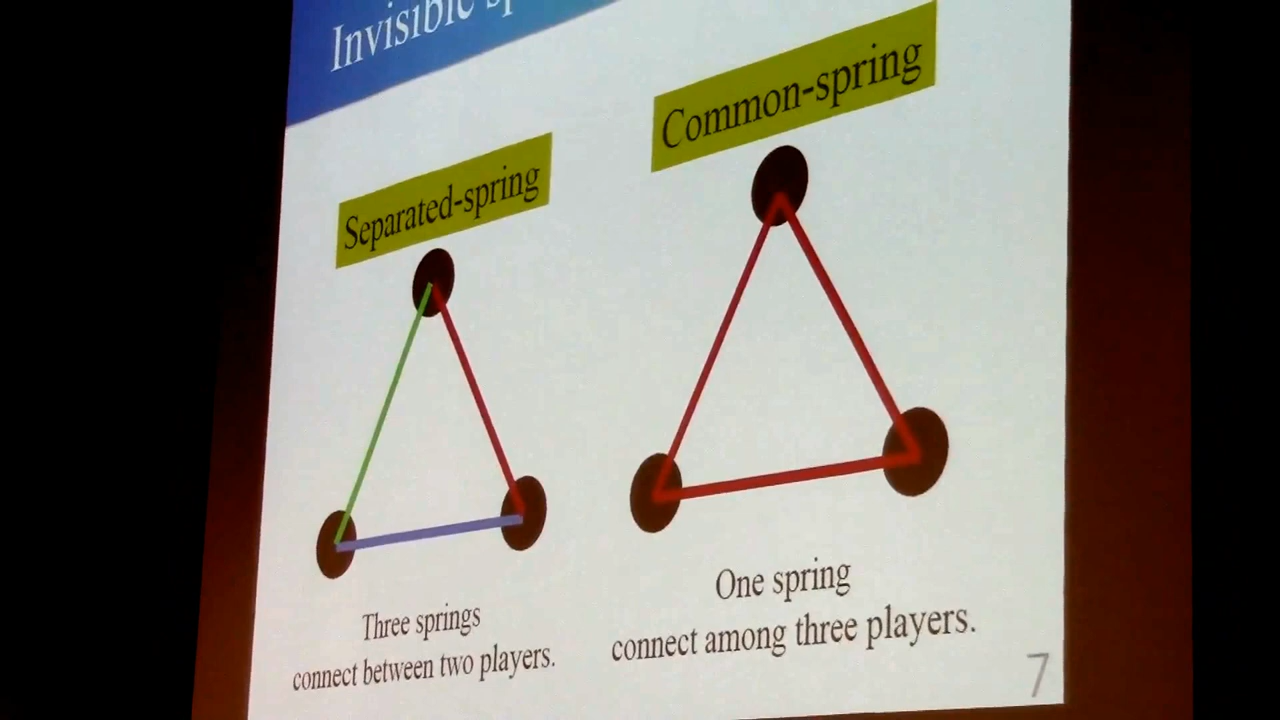 Invisible
Separated-spring
Common-spring
Three springs
connect between two players.
One spring
connect among three players.
7